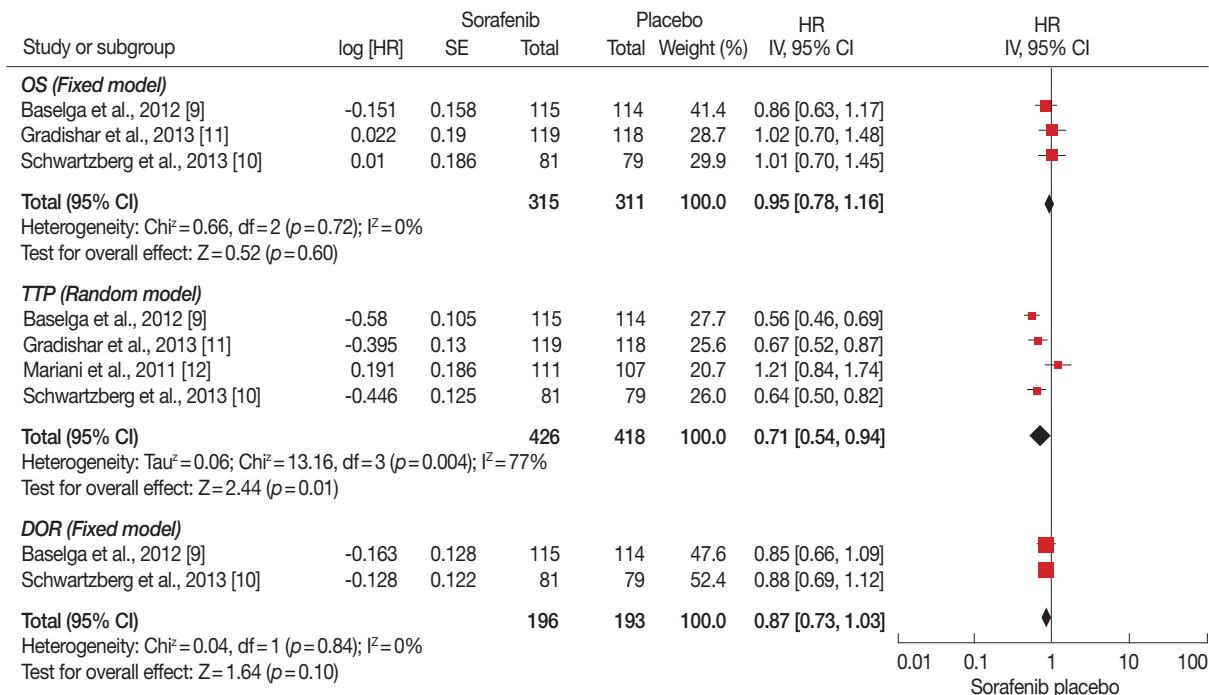 Sorafenib Placebo HR HR
Study or subgroup log [HR] SE Total Total Weight (%) IV, 95% CI IV, 95% CI
OS (Fixed model)
Baselga et al., 2012 [9] -0.151 0.158 115 114 41.4 0.86 [0.63, 1.17]
Gradishar et al., 2013 [11] 0.022 0.19 119 118 28.7 1.02 [0.70, 1.48]
Schwartzberg et al., 2013 [10] 0.01 0.186 81 79 29.9 1.01 [0.70, 1.45]
Total (95% CI) 315 311 100.0 0.95 [0.78, 1.16]
Heterogeneity: Chiᶻ=0.66, df=2 (p=0.72); Iᶻ=0%
Test for overall effect: Z=0.52 (p=0.60)
TTP (Random model)
Baselga et al., 2012 [9] -0.58 0.105 115 114 27.7 0.56 [0.46, 0.69]
Gradishar et al., 2013 [11] -0.395 0.13 119 118 25.6 0.67 [0.52, 0.87]
Mariani et al., 2011 [12] 0.191 0.186 111 107 20.7 1.21 [0.84, 1.74]
Schwartzberg et al., 2013 [10] -0.446 0.125 81 79 26.0 0.64 [0.50, 0.82]
Total (95% CI) 426 418 100.0 0.71 [0.54, 0.94]
Heterogeneity: Tauᶻ=0.06; Chiᶻ=13.16, df=3 (p=0.004); Iᶻ=77%
Test for overall effect: Z=2.44 (p=0.01)
DOR (Fixed model)
Baselga et al., 2012 [9] -0.163 0.128 115 114 47.6 0.85 [0.66, 1.09]
Schwartzberg et al., 2013 [10] -0.128 0.122 81 79 52.4 0.88 [0.69, 1.12]
Total (95% CI) 196 193 100.0 0.87 [0.73, 1.03]
Heterogeneity: Chiᶻ=0.04, df=1 (p=0.84); Iᶻ=0%
Test for overall effect: Z=1.64 (p=0.10)
0.01 0.1 1 10 100
Sorafenib placebo